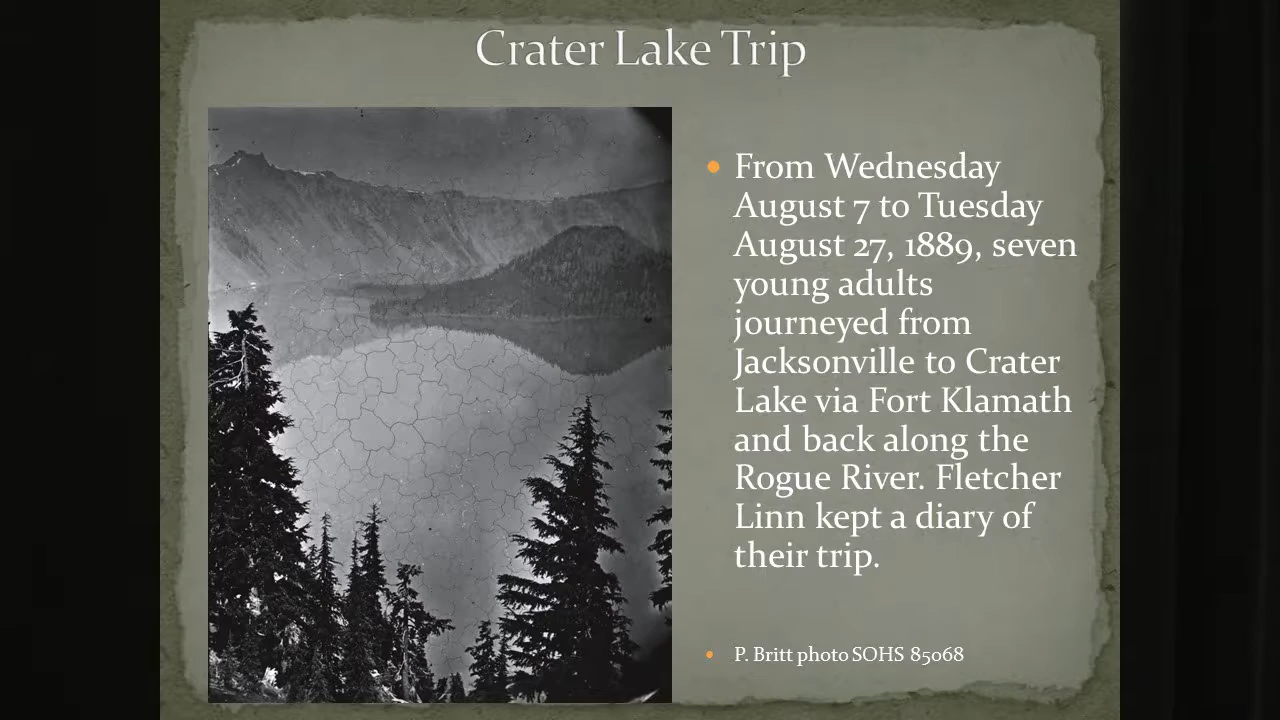 Crater Lake Trip
From Wednesday
August 7 to Tuesday
August 27, 1889, seven
young adults
journeyed from
Jacksonville to Crater
Lake via Fort Klamath
and back along the
Rogue River. Fletcher
Linn kept a diary of
their trip.
P. Britt photo SOHS 85068